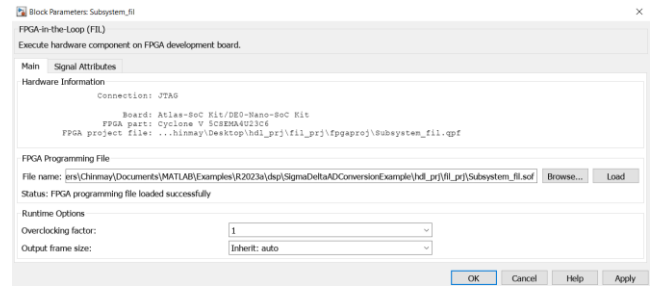 Block Parameters: Subsystem_fil
FPGA-in-the-Loop (FIL)
Execute hardware component on FPGA development board.
Main Signal Attributes
Hardware Information
Connection: JTAG
Board: Atlas-SoC Kit/DE0-Nano-SoC Kit
FPGA part: Cyclone V 5CSEMA4U23C6
FPGA project file: ...hinmay\Desktop\hdl_prj\fil_prj\fpgaproj\Subsystem_fil.qpf
FPGA Programming File
File name: ers\Chinmay\Documents\MATLAB\Examples\R2023a\dsp\SigmaDeltaADConversionExample\hdl_prj\fil_prj\Subsystem_fil.sof Browse... Load
Status: FPGA programming file loaded successfully
Runtime Options
Overclocking factor: 1
Output frame size: Inherit: auto
OK Cancel Help Apply